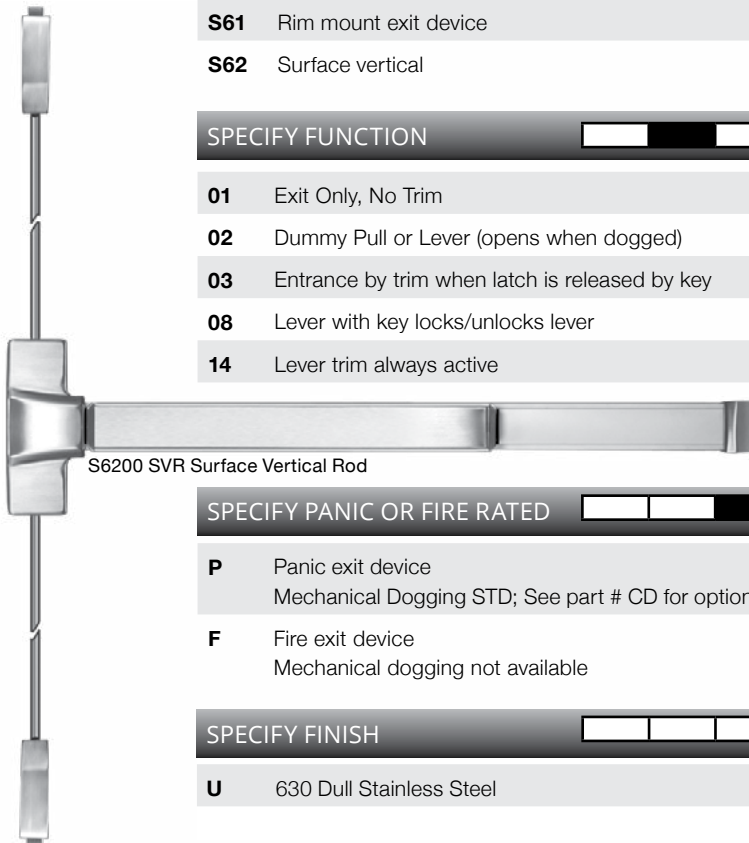 S61 Rim mount exit device
S62 Surface vertical
SPECIFY FUNCTION
01 Exit Only, No Trim
02 Dummy Pull or Lever (opens when dogged)
03 Entrance by trim when latch is released by key
08 Lever with key locks/unlocks lever
14 Lever trim always active
S6200 SVR Surface Vertical Rod
SPECIFY PANIC OR FIRE RATED
P Panic exit device
Mechanical Dogging STD; See part # CD for option
F Fire exit device
Mechanical dogging not available
SPECIFY FINISH
U 630 Dull Stainless Steel